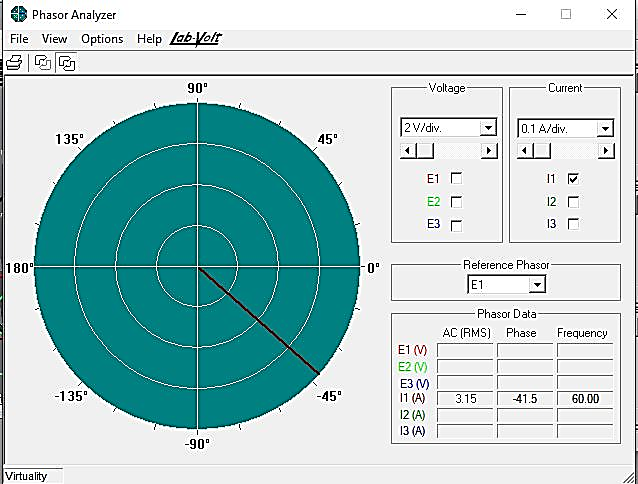 Phasor Analyzer
File View Options Help Lab-Volt
Voltage
2 V/div.
E1
E2
E3
Current
0.1 A/div.
I1
I2
I3
90°
135°
45°
180°
0°
-135°
-45°
-90°
Reference Phasor
E1
Phasor Data
AC (RMS) Phase Frequency
E1 (V)
E2 (V)
E3 (V)
I1 (A) 3.15 -41.5 60.00
I2 (A)
I3 (A)
Virtuality